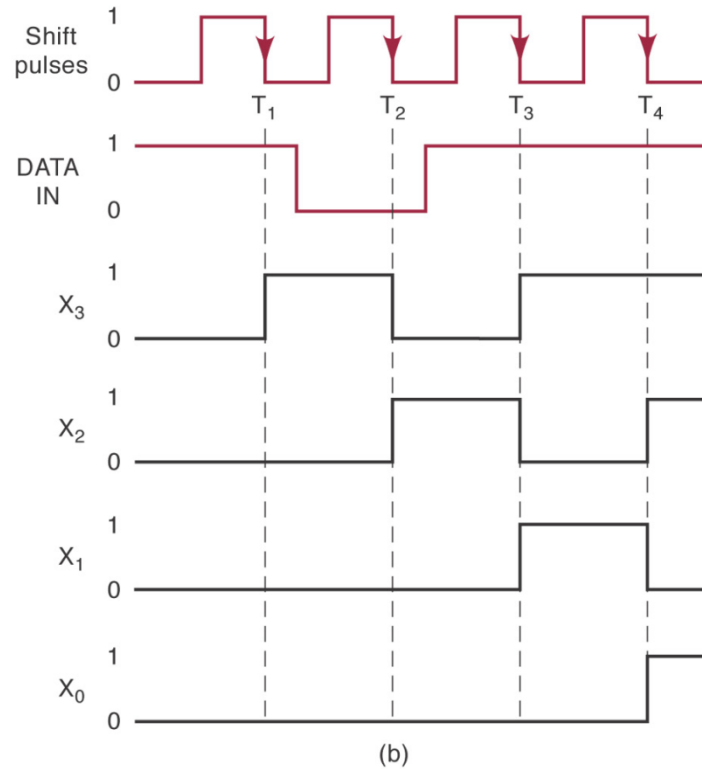 1
Shift
pulses
0
T₁ T₂ T₃ T₄
1
DATA
IN
0
1
X₃
0
1
X₂
0
1
X₁
0
1
X₀
0
(b)